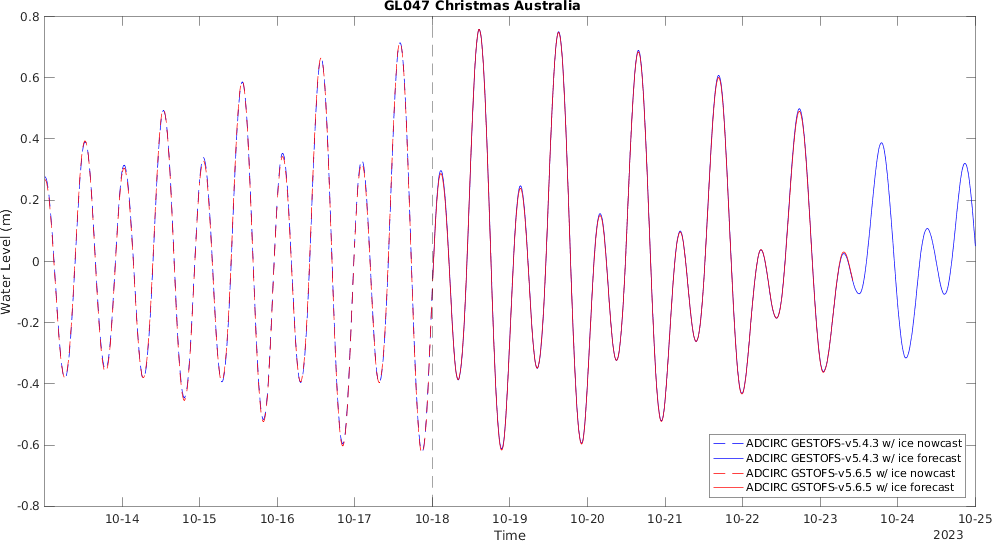 GL047 Christmas Australia
0.8
0.6
0.4
0.2
0
-0.2
-0.4
-0.6
-0.8
Water Level (m)
10-14 10-15 10-16 10-17 10-18 10-19 10-20 10-21 10-22 10-23 10-24 10-25
Time
2023
ADCIRC GESTOFS-v5.4.3 w/ ice nowcast
ADCIRC GESTOFS-v5.4.3 w/ ice forecast
ADCIRC GSTOFS-v5.6.5 w/ ice nowcast
ADCIRC GSTOFS-v5.6.5 w/ ice forecast